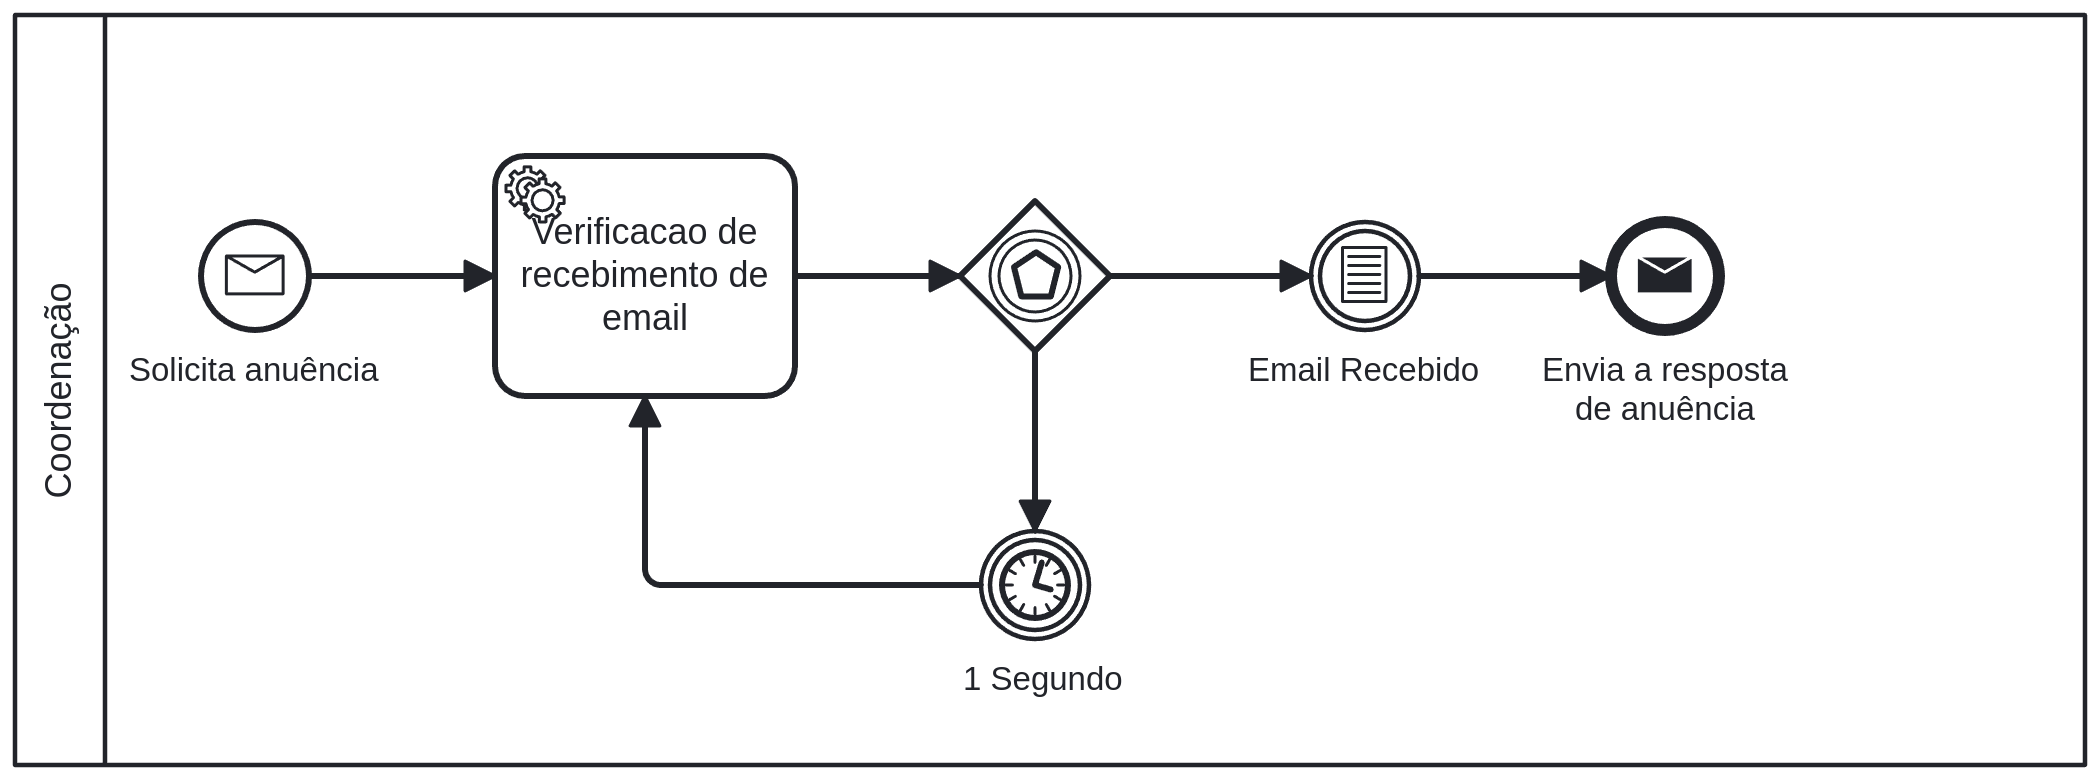 Coordenação
Solicita anuência
Verificacao de
recebimento de
email
Email Recebido
Envia a resposta
de anuência
1 Segundo